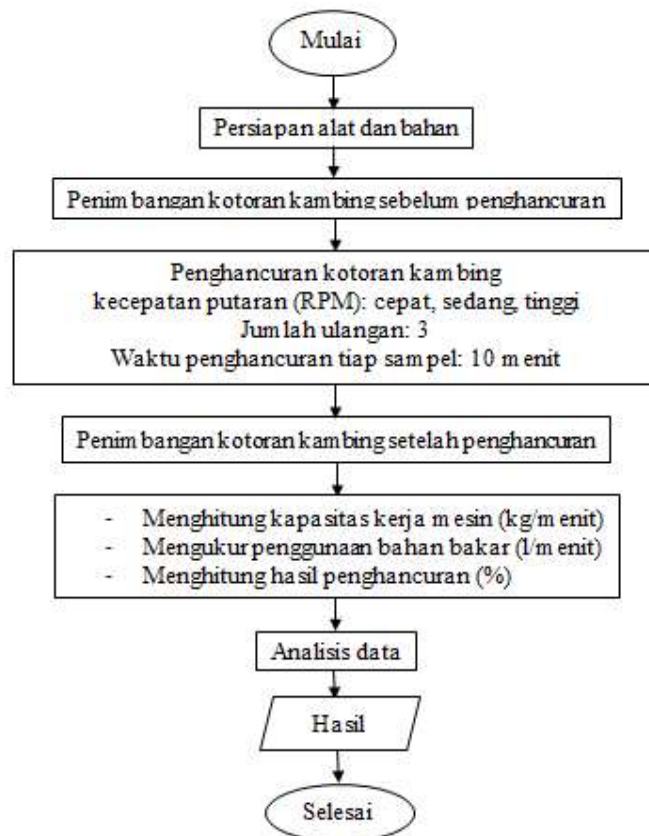 Mulai
Persiapan alat dan bahan
Penimbangan kotoran kambing sebelum penghancuran
Penghancuran kotoran kambing
kecepatan putaran (RPM): cepat, sedang, tinggi
Jumlah ulangan: 3
Waktu penghancuran tiap sampel: 10 menit
Penimbangan kotoran kambing setelah penghancuran
- Menghitung kapasitas kerja mesin (kg/menit)
- Mengukur penggunaan bahan bakar (l/menit)
- Menghitung hasil penghancuran (%)
Analisis data
Hasil
Selesai